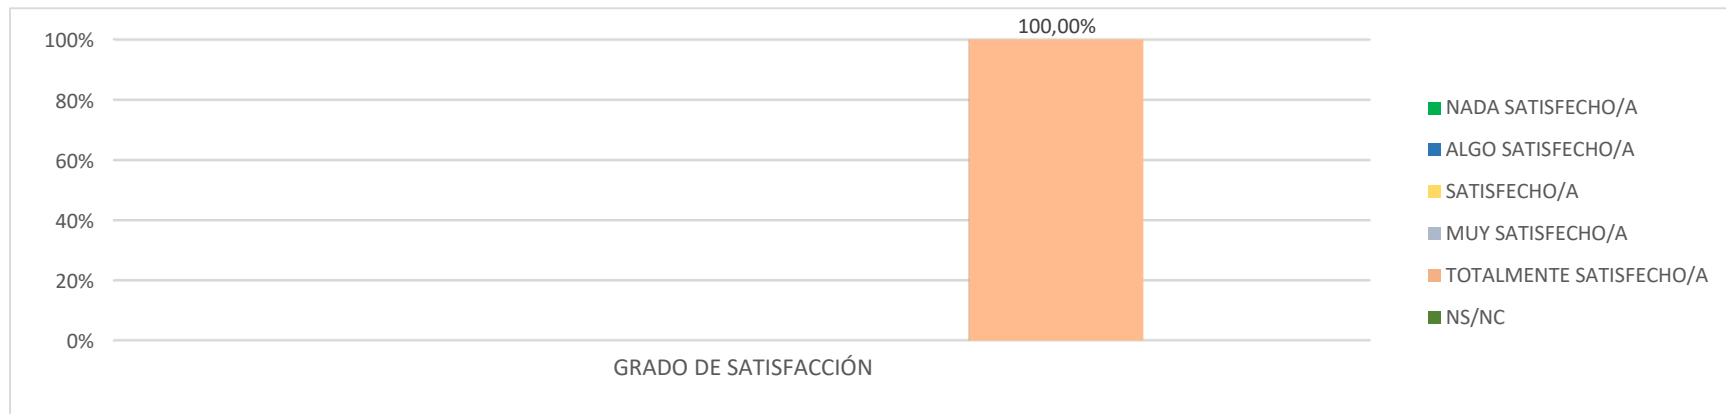 100,00%
100%
80%
60%
40%
20%
0%
GRADO DE SATISFACCIÓN
NADA SATISFECHO/A
ALGO SATISFECHO/A
SATISFECHO/A
MUY SATISFECHO/A
TOTALMENTE SATISFECHO/A
NS/NC